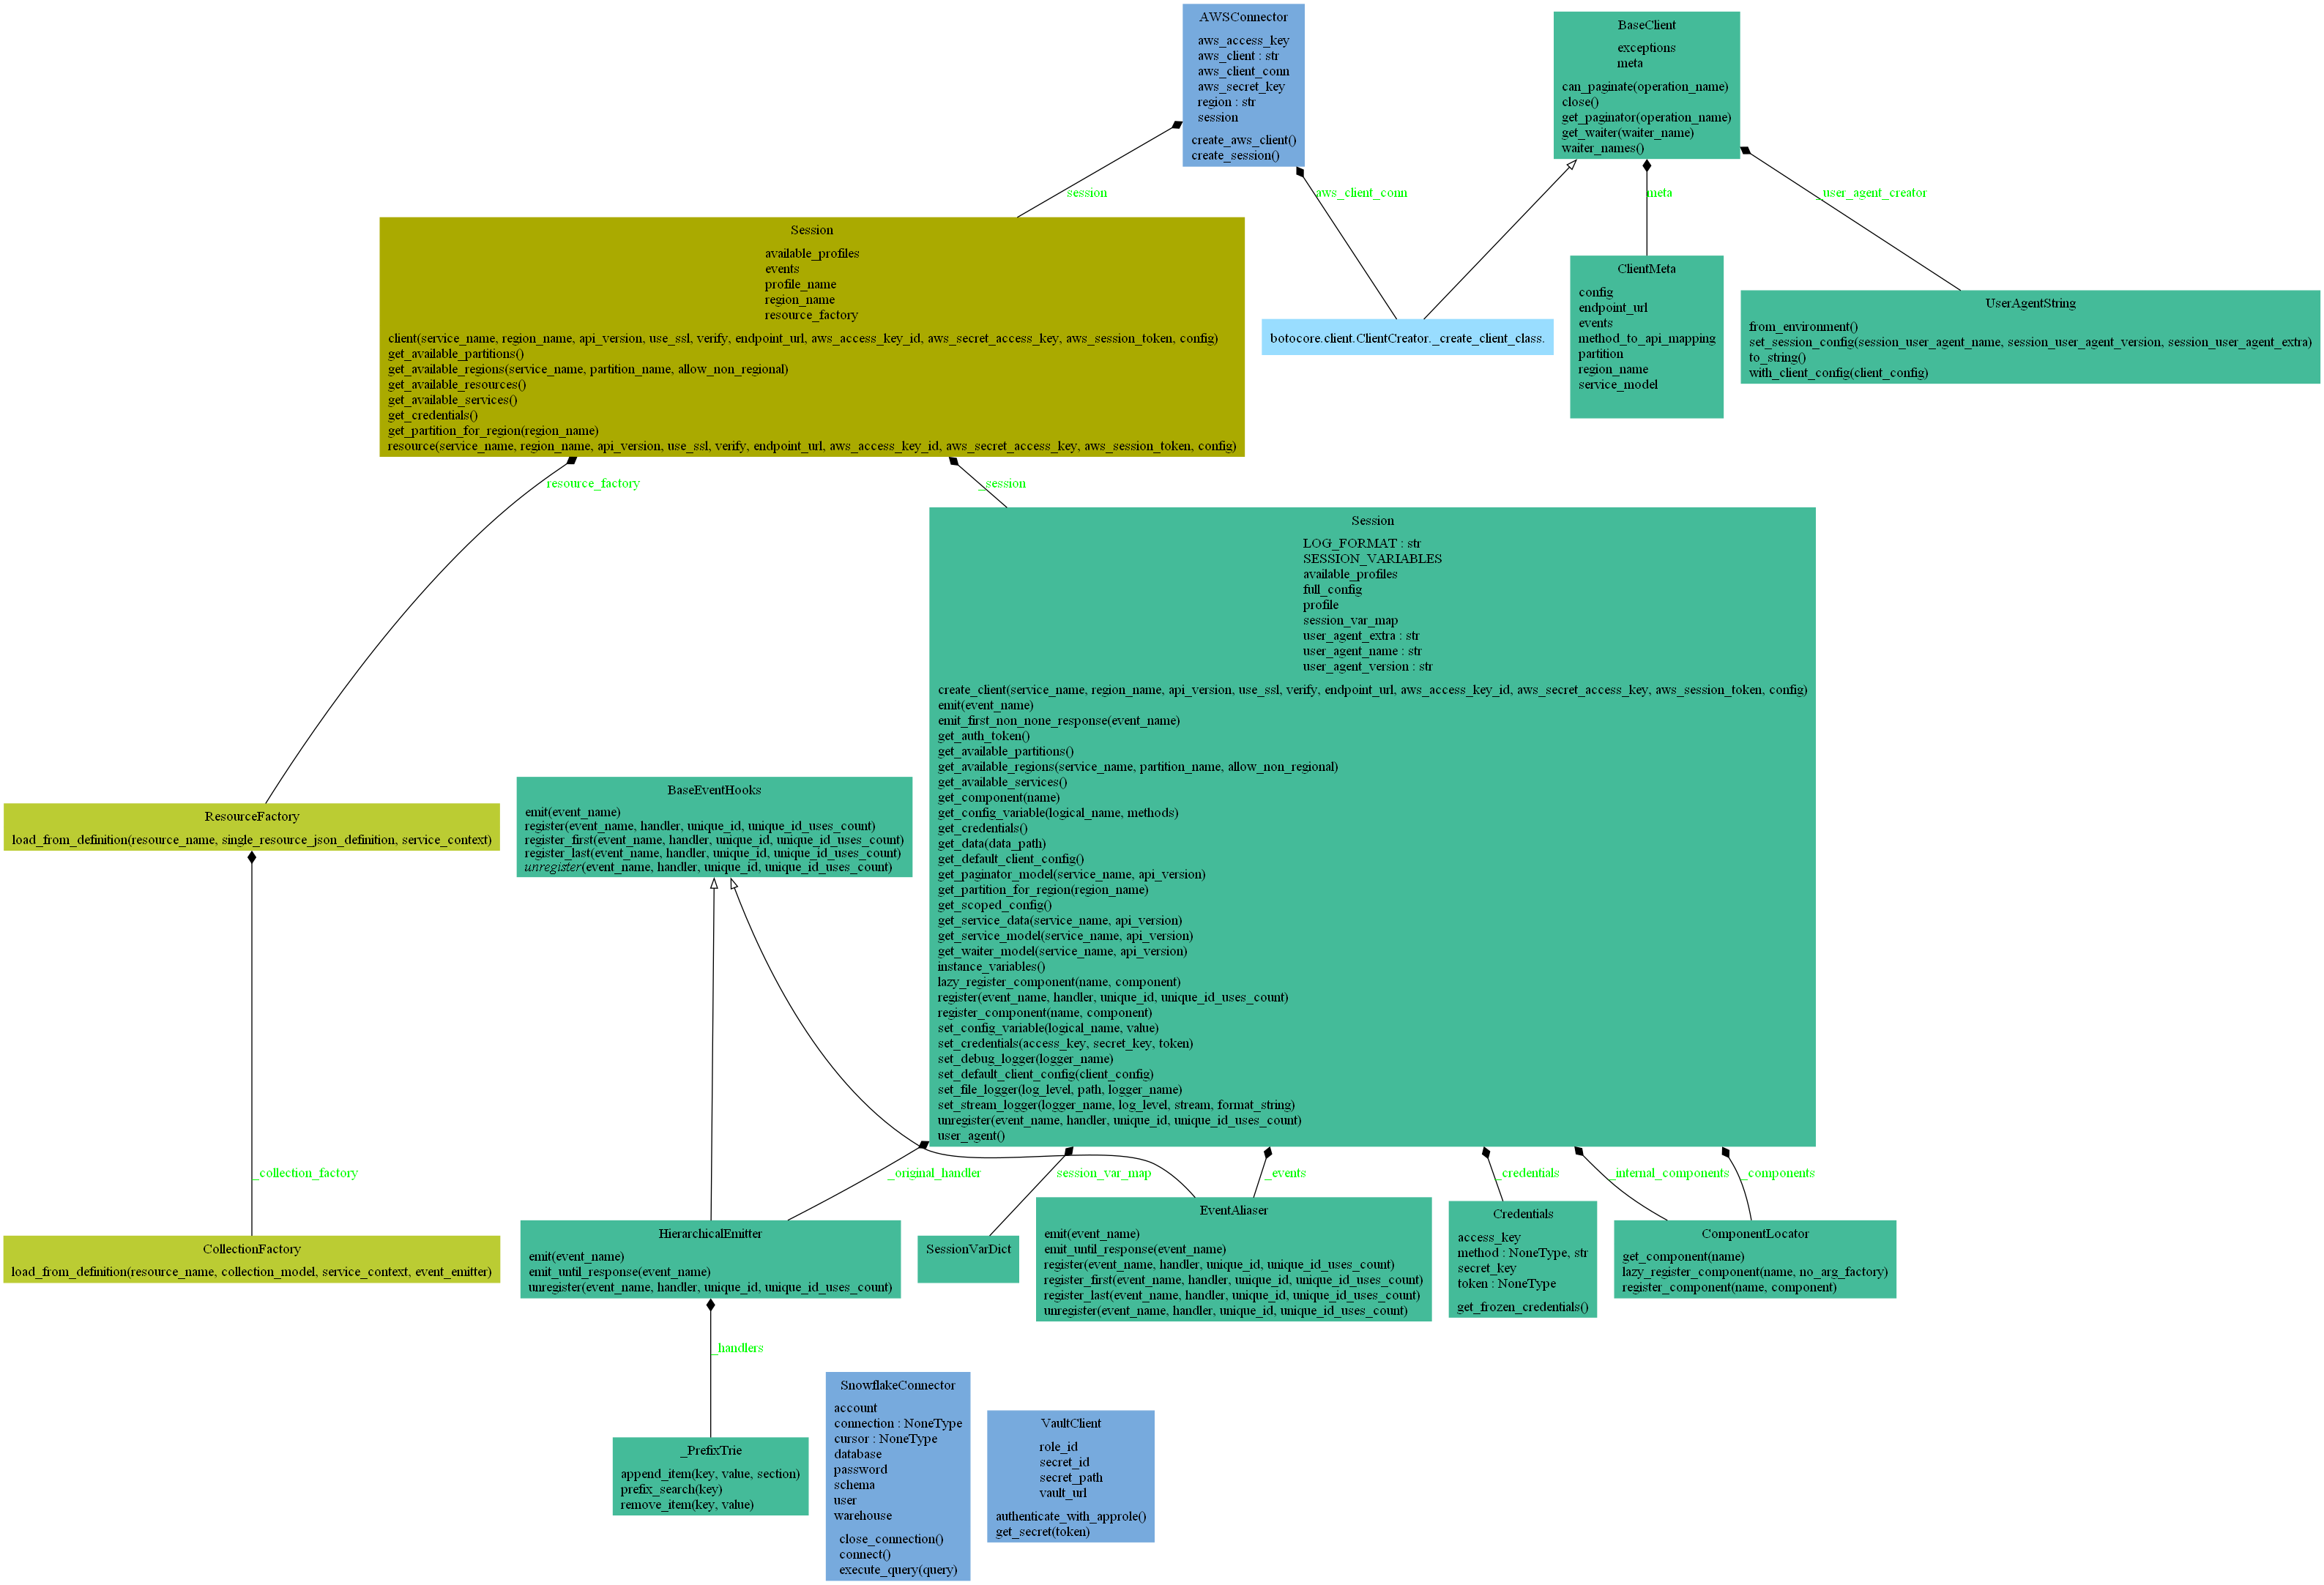 AWSConnector
aws_access_key
aws_client : str
aws_client_conn
aws_secret_key
region : str
session
create_aws_client()
create_session()
BaseClient
exceptions
meta
can_paginate(operation_name)
close()
get_paginator(operation_name)
get_waiter(waiter_name)
waiter_names()
session
aws_client_conn
meta
_user_agent_creator
Session
available_profiles
events
profile_name
region_name
resource_factory
client(service_name, region_name, api_version, use_ssl, verify, endpoint_url, aws_access_key_id, aws_secret_access_key, aws_session_token, config)
get_available_partitions()
get_available_regions(service_name, partition_name, allow_non_regional)
get_available_resources()
get_available_services()
get_credentials()
get_partition_for_region(region_name)
resource(service_name, region_name, api_version, use_ssl, verify, endpoint_url, aws_access_key_id, aws_secret_access_key, aws_session_token, config)
botocore.client.ClientCreator._create_client_class.
ClientMeta
config
endpoint_url
events
method_to_api_mapping
partition
region_name
service_model
UserAgentString
from_environment()
set_session_config(session_user_agent_name, session_user_agent_version, session_user_agent_extra)
to_string()
with_client_config(client_config)
resource_factory
_session
Session
LOG_FORMAT : str
SESSION_VARIABLES
available_profiles
full_config
profile
session_var_map
user_agent_extra : str
user_agent_name : str
user_agent_version : str
create_client(service_name, region_name, api_version, use_ssl, verify, endpoint_url, aws_access_key_id, aws_secret_access_key, aws_session_token, config)
emit(event_name)
emit_first_non_none_response(event_name)
get_auth_token()
get_available_partitions()
get_available_regions(service_name, partition_name, allow_non_regional)
get_available_services()
get_component(name)
get_config_variable(logical_name, methods)
get_credentials()
get_data(data_path)
get_default_client_config()
get_paginator_model(service_name, api_version)
get_partition_for_region(region_name)
get_scoped_config()
get_service_data(service_name, api_version)
get_service_model(service_name, api_version)
get_waiter_model(service_name, api_version)
instance_variables()
lazy_register_component(name, component)
register(event_name, handler, unique_id, unique_id_uses_count)
register_component(name, component)
set_config_variable(logical_name, value)
set_credentials(access_key, secret_key, token)
set_debug_logger(logger_name)
set_default_client_config(client_config)
set_file_logger(log_level, path, logger_name)
set_stream_logger(logger_name, log_level, stream, format_string)
unregister(event_name, handler, unique_id, unique_id_uses_count)
user_agent()
ResourceFactory
load_from_definition(resource_name, single_resource_json_definition, service_context)
BaseEventHooks
emit(event_name)
register(event_name, handler, unique_id, unique_id_uses_count)
register_first(event_name, handler, unique_id, unique_id_uses_count)
register_last(event_name, handler, unique_id, unique_id_uses_count)
unregister(event_name, handler, unique_id, unique_id_uses_count)
_collection_factory
_original_handler
session_var_map
_events
_credentials
_internal_components
_components
CollectionFactory
load_from_definition(resource_name, collection_model, service_context, event_emitter)
HierarchicalEmitter
emit(event_name)
emit_until_response(event_name)
unregister(event_name, handler, unique_id, unique_id_uses_count)
SessionVarDict
EventAliaser
emit(event_name)
emit_until_response(event_name)
register(event_name, handler, unique_id, unique_id_uses_count)
register_first(event_name, handler, unique_id, unique_id_uses_count)
register_last(event_name, handler, unique_id, unique_id_uses_count)
unregister(event_name, handler, unique_id, unique_id_uses_count)
Credentials
access_key
method : NoneType, str
secret_key
token : NoneType
get_frozen_credentials()
ComponentLocator
get_component(name)
lazy_register_component(name, no_arg_factory)
register_component(name, component)
_handlers
_PrefixTrie
append_item(key, value, section)
prefix_search(key)
remove_item(key, value)
SnowflakeConnector
account
connection : NoneType
cursor : NoneType
database
password
schema
user
warehouse
close_connection()
connect()
execute_query(query)
VaultClient
role_id
secret_id
secret_path
vault_url
authenticate_with_approle()
get_secret(token)